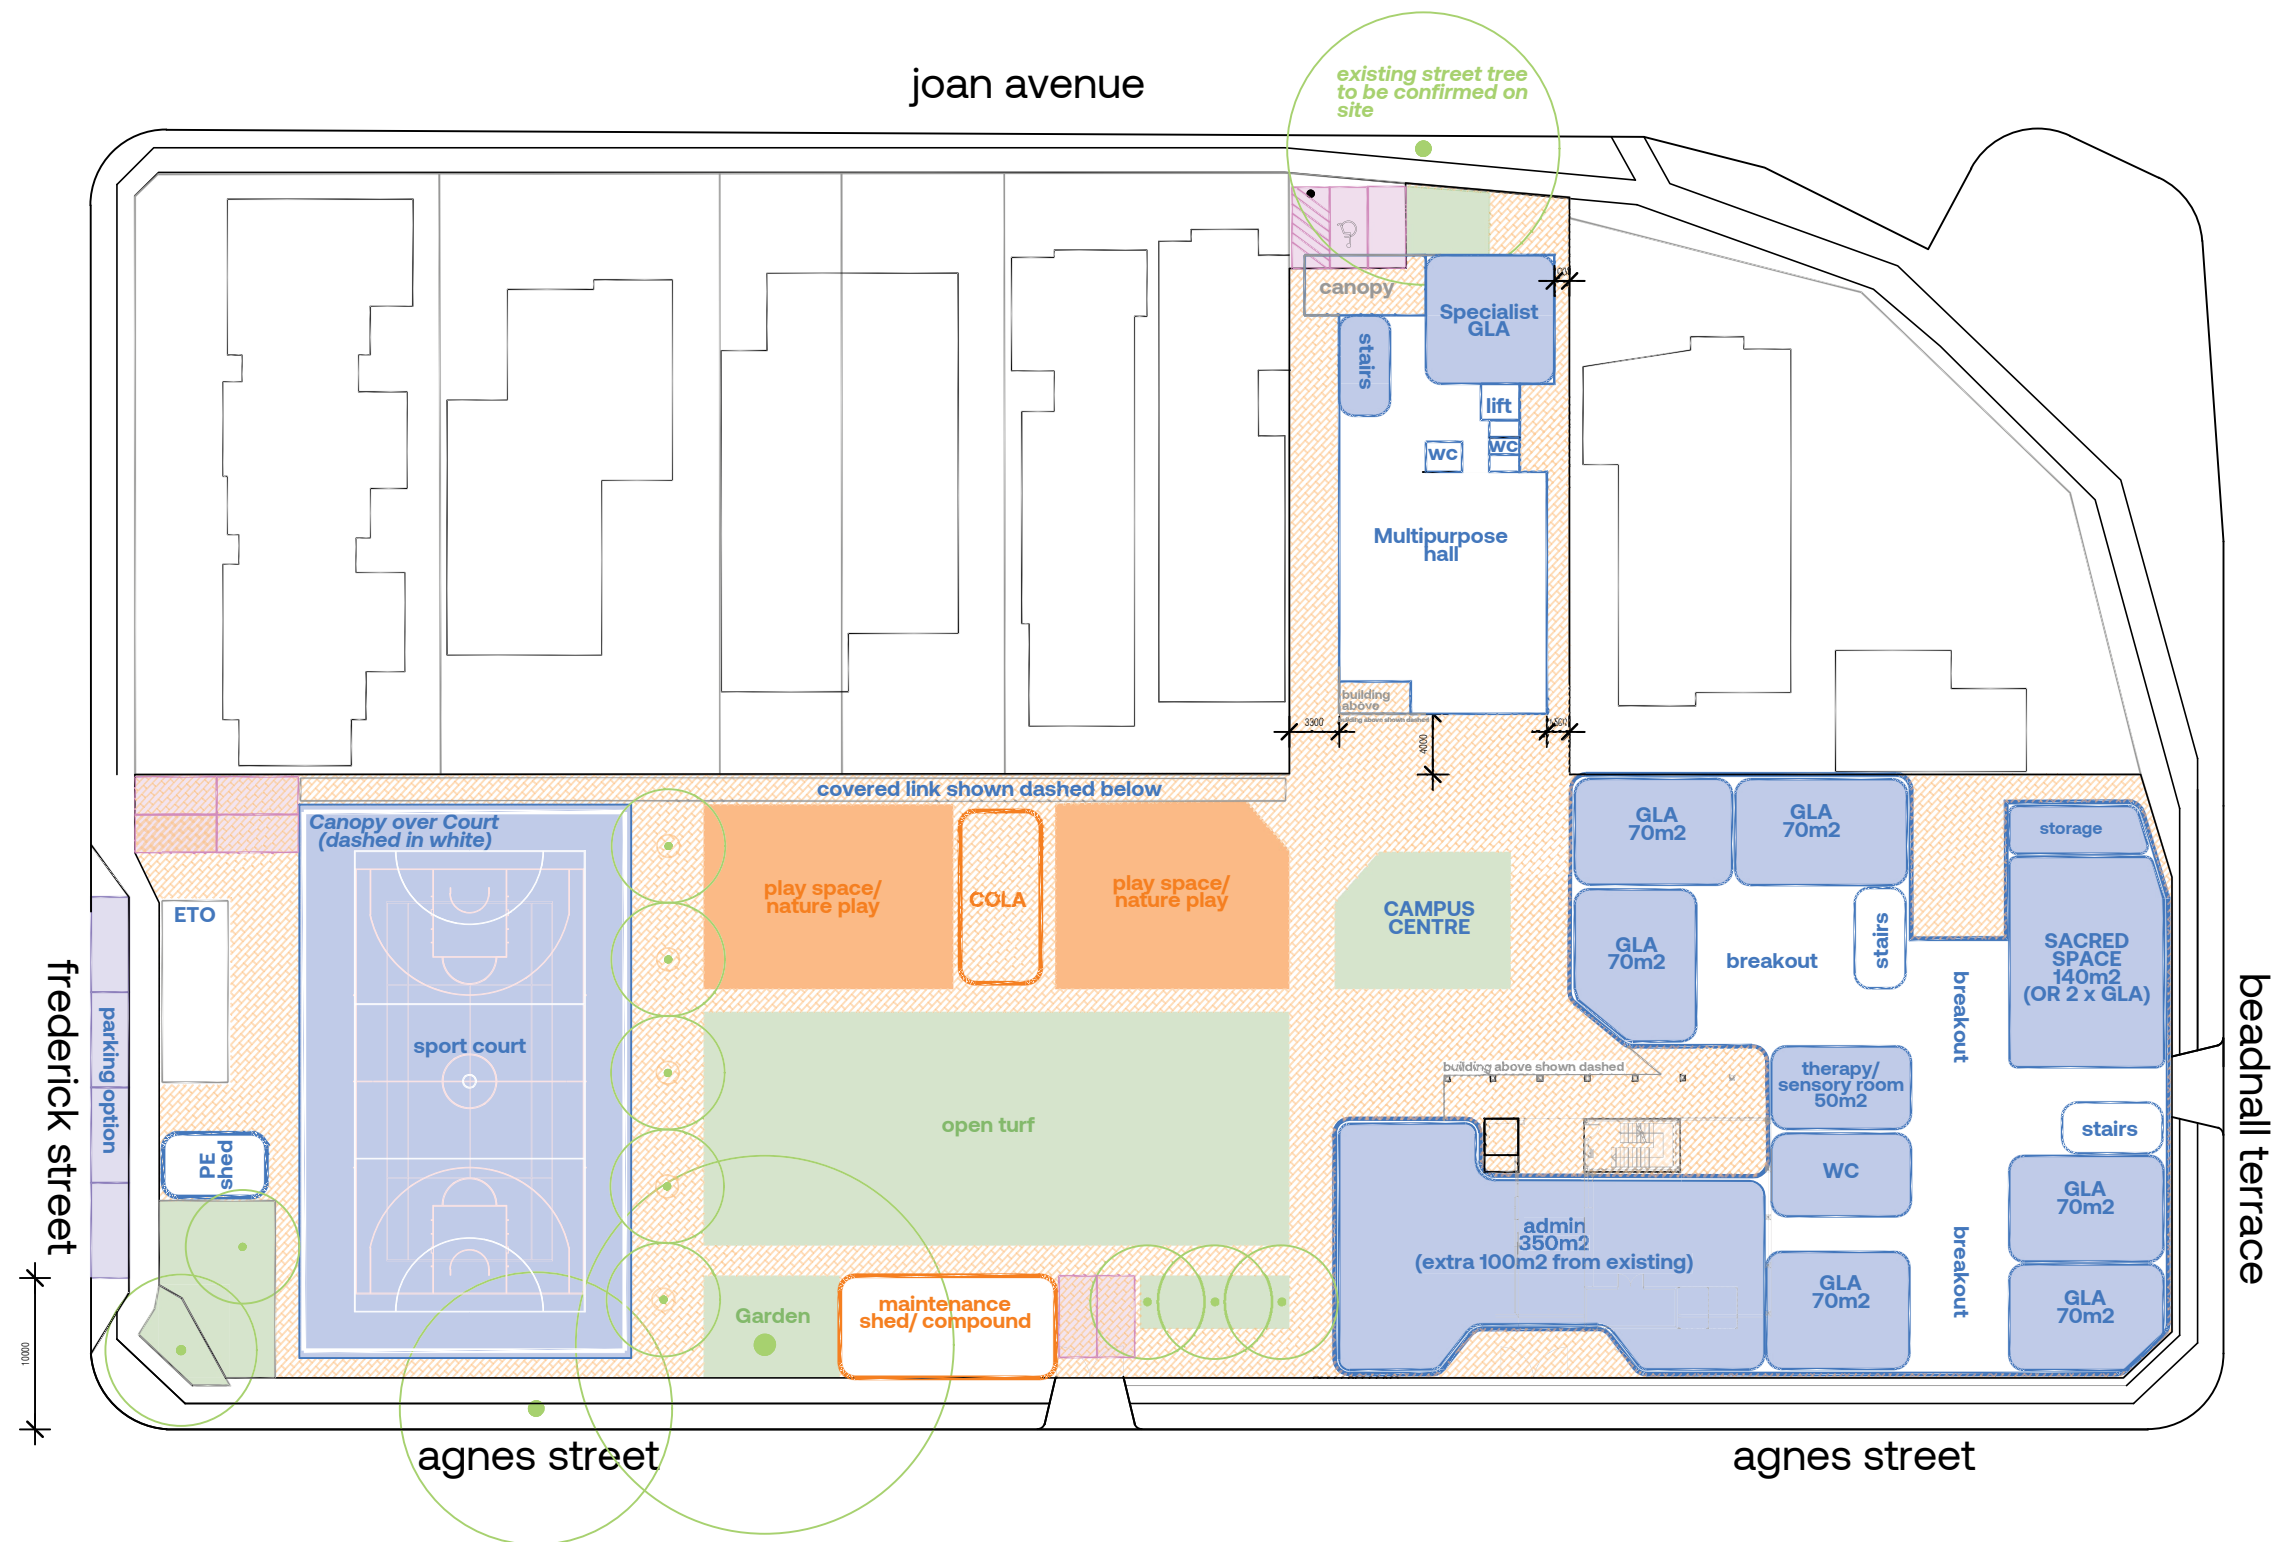 joan avenue
existing street tree
to be confirmed on
site
canopy
Specialist
GLA
stairs
lift
WC
WC
Multipurpose
hall
building
above
building above shown dashed
3300
4000
covered link shown dashed below
Canopy over Court
(dashed in white)
ETO
play space/
nature play
COLA
play space/
nature play
CAMPUS
CENTRE
GLA
70m2
GLA
70m2
storage
GLA
70m2
breakout
stairs
SACRED
SPACE
140m2
(OR 2 x GLA)
breakout
frederick street
parking option
sport court
open turf
building above shown dashed
therapy/
sensory room
50m2
beadnall terrace
PE
shed
WC
stairs
admin
350m2
(extra 100m2 from existing)
GLA
70m2
breakout
GLA
70m2
GLA
70m2
Garden
maintenance
shed/ compound
10000
agnes street
agnes street